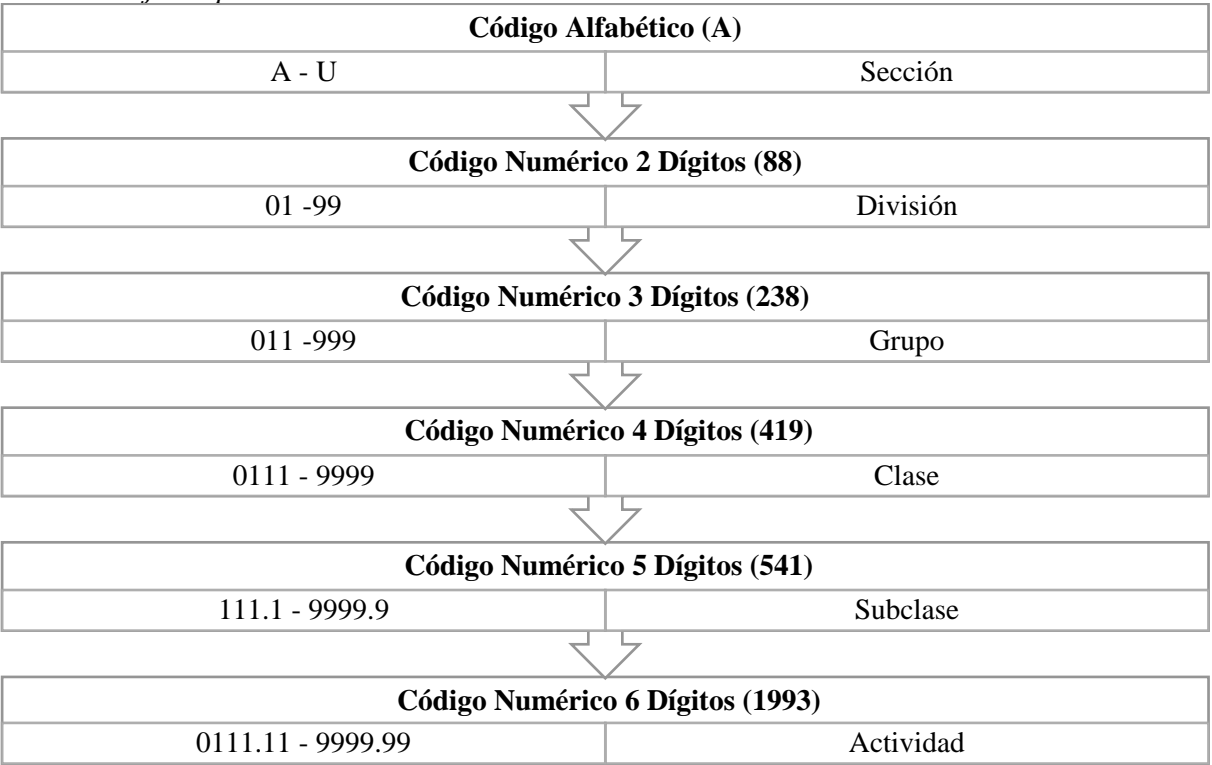 Código Alfabético (A)
A - U Sección
Código Numérico 2 Dígitos (88)
01 -99 División
Código Numérico 3 Dígitos (238)
011 -999 Grupo
Código Numérico 4 Dígitos (419)
0111 - 9999 Clase
Código Numérico 5 Dígitos (541)
111.1 - 9999.9 Subclase
Código Numérico 6 Dígitos (1993)
0111.11 - 9999.99 Actividad